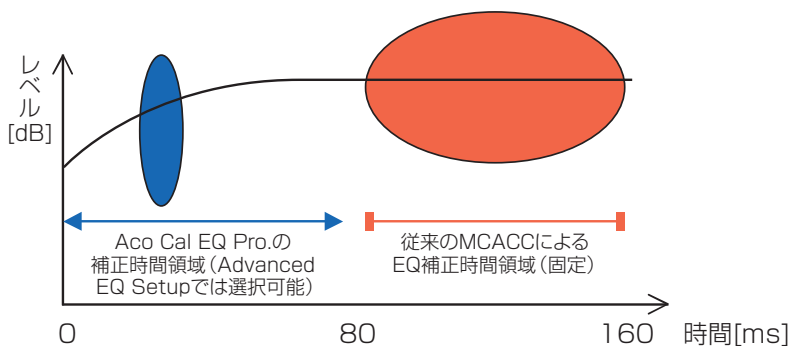 レベル
[dB]
Aco Cal EQ Pro.の
補正時間領域（Advanced
EQ Setupでは選択可能）
従来のMCACCによる
EQ補正時間領域（固定）
0
80
160
時間[ms]